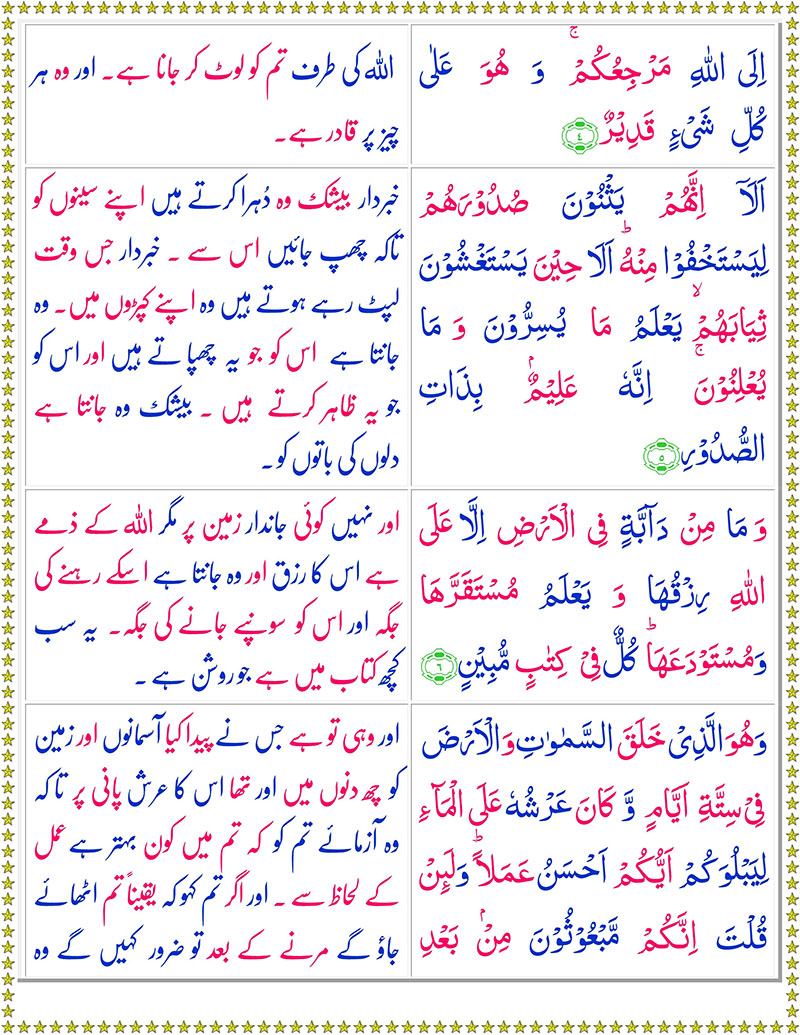 اِلَى اللّٰهِ مَرْجِعُكُمْ ۚ وَ هُوَ عَلٰى
كُلِّ شَیْءٍ قَدِیْرٌ ﴿٤﴾
اللہ کی طرف تم کو لوٹ کر جانا ہے۔ اور وہ ہر
چیز پر قادر ہے۔
اَلَاۤ اِنَّهُمْ یَثْنُوْنَ صُدُوْرَهُمْ
لِیَسْتَخْفُوْا مِنْهُ ؕ اَلَا حِیْنَ یَسْتَغْشُوْنَ
ثِیَابَهُمْ ۙ یَعْلَمُ مَا یُسِرُّوْنَ وَ مَا
یُعْلِنُوْنَ ۚ اِنَّهٗ عَلِیْمٌۢ بِذَاتِ
الصُّدُوْرِ ﴿٥﴾
خبردار بیشک وہ دُہرا کرتے ہیں اپنے سینوں کو
تاکہ چھپ جائیں اس سے ۔ خبردار جس وقت
لپٹ رہے ہوتے ہیں وہ اپنے کپڑوں میں۔ وہ
جانتا ہے اس کو جو یہ چھپاتے ہیں اور اس کو
جو یہ ظاہر کرتے ہیں ۔ بیشک وہ جانتا ہے
دلوں کی باتوں کو۔
وَ مَا مِنْ دَآبَّةٍ فِی الْاَرْضِ اِلَّا عَلَى
اللّٰهِ رِزْقُهَا وَ یَعْلَمُ مُسْتَقَرَّهَا
وَمُسْتَوْدَعَهَا ؕ كُلٌّ فِیْ كِتٰبٍ مُّبِیْنٍ ﴿٦﴾
اور نہیں کوئی جاندار زمین پر مگر اللہ کے ذمے
ہے اس کا رزق اور وہ جانتا ہے اسکے رہنے کی
جگہ اور اس کو سونپے جانے کی جگہ۔ یہ سب
کچھ کتاب میں ہے جو روشن ہے ۔
وَهُوَ الَّذِیْ خَلَقَ السَّمٰوٰتِ وَالْاَرْضَ
فِیْ سِتَّةِ اَیَّامٍ وَّ كَانَ عَرْشُهٗ عَلَى الْمَآءِ
لِیَبْلُوَكُمْ اَیُّكُمْ اَحْسَنُ عَمَلًا ؕ وَلَىِٕنْ
قُلْتَ اِنَّكُمْ مَّبْعُوْثُوْنَ مِنْۢ بَعْدِ
اور وہی تو ہے جس نے پیدا کیا آسمانوں اور زمین
کو چھ دنوں میں اور تھا اس کا عرش پانی پر تاکہ
وہ آزمائے تم کو کہ تم میں کون بہتر ہے عمل
کے لحاظ سے ۔ اور اگر تم کہو کہ یقیناً تم اٹھائے
جاؤ گے مرنے کے بعد تو ضرور کہیں گے وہ